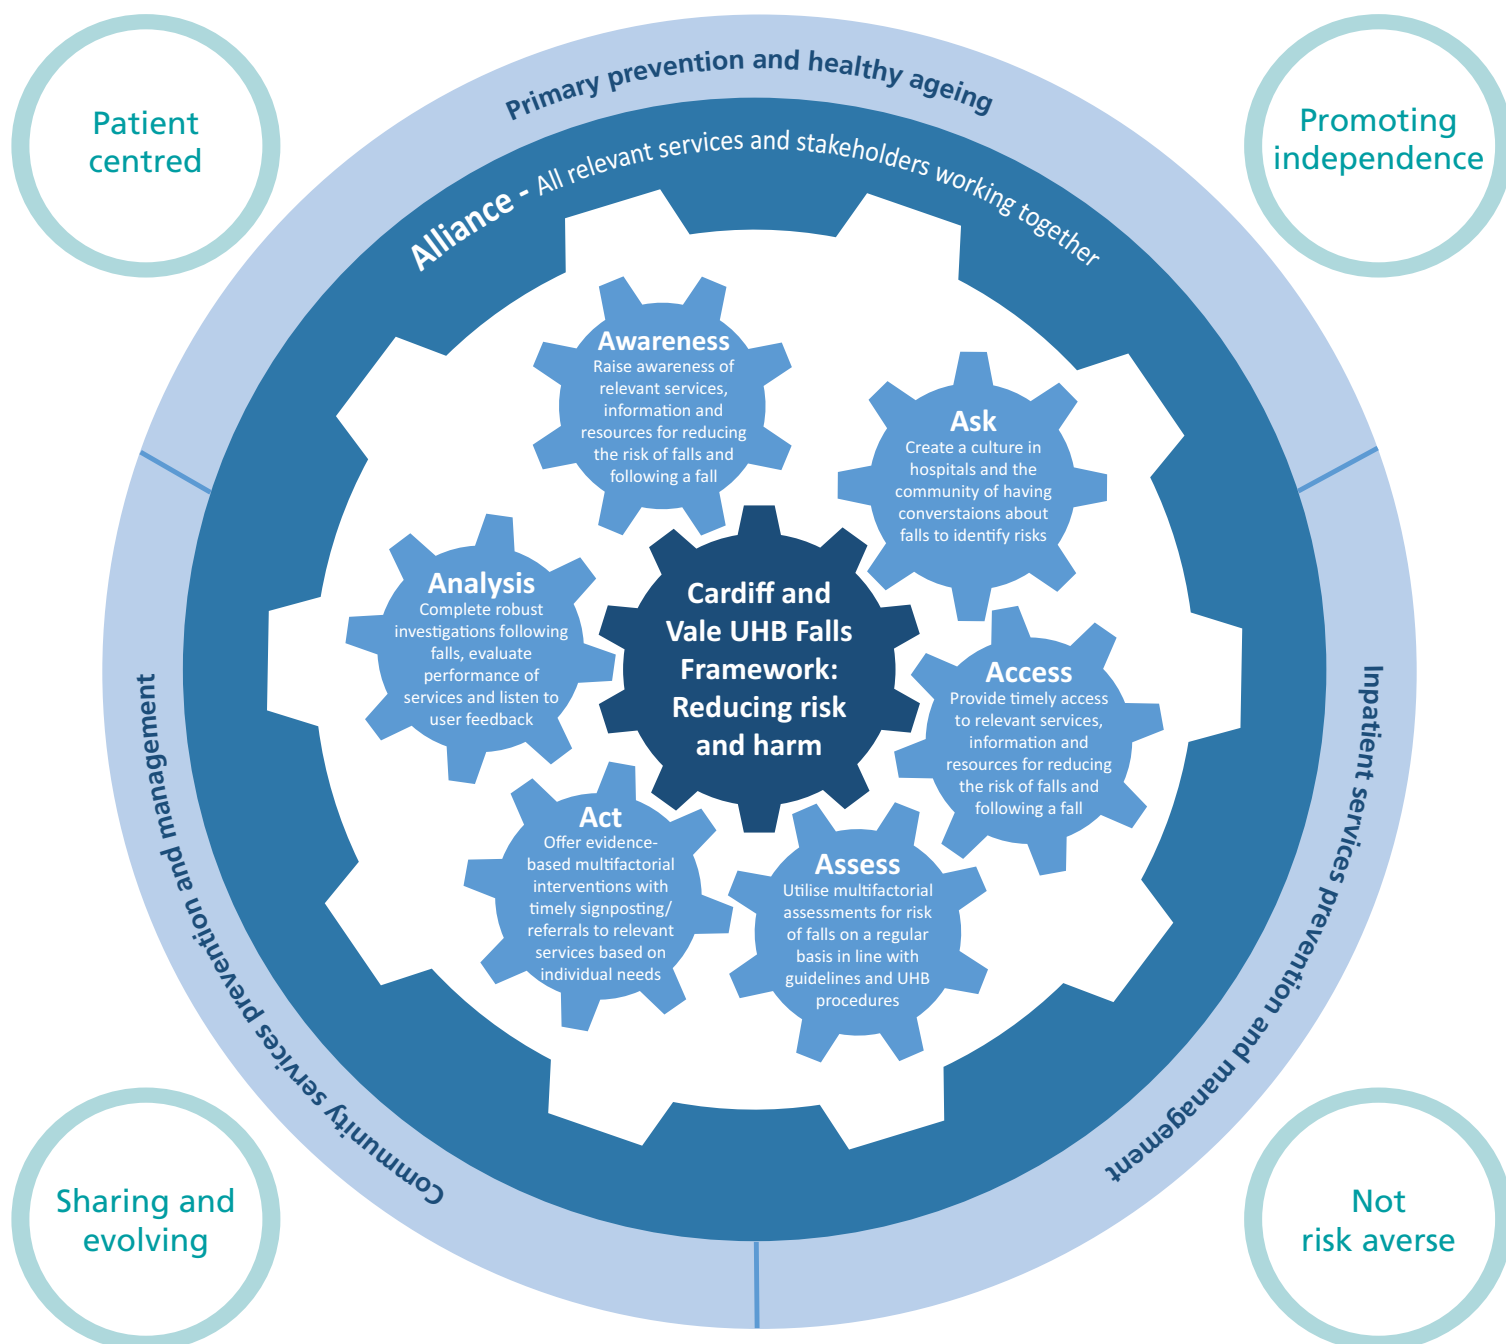 Patient
centred
Promoting
independence
Primary prevention and healthy ageing
Alliance - All relevant services and stakeholders working together
Awareness
Raise awareness of
relevant services,
information and
resources for reducing
the risk of falls and
following a fall
Ask
Create a culture in
hospitals and the
community of having
converstaions about
falls to identify risks
Access
Provide timely access
to relevant services,
information and
resources for reducing
the risk of falls and
following a fall
Assess
Utilise multifactorial
assessments for risk
of falls on a regular
basis in line with
guidelines and UHB
procedures
Act
Offer evidence-
based multifactorial
interventions with
timely signposting/
referrals to relevant
services based on
individual needs
Analysis
Complete robust
investigations following
falls, evaluate
performance of
services and listen to
user feedback
Cardiff and
Vale UHB Falls
Framework:
Reducing risk
and harm
Inpatient services prevention and management
Community services prevention and management
Sharing and
evolving
Not
risk averse